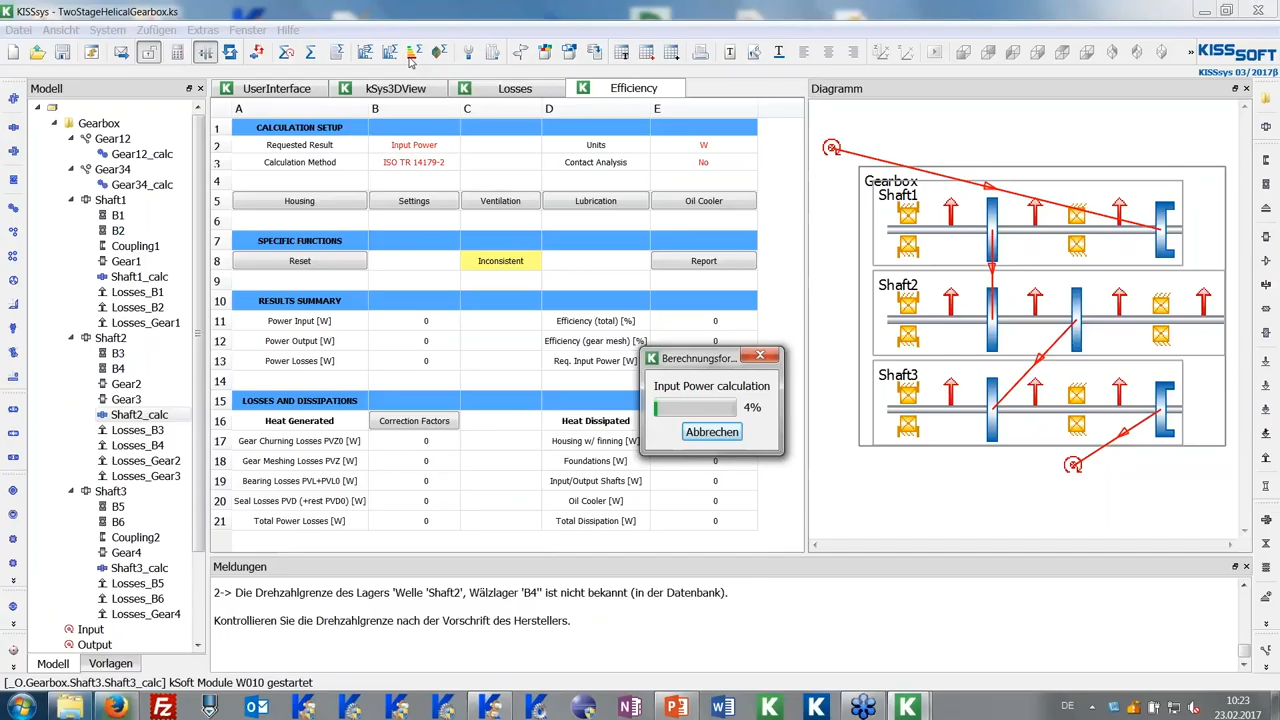 KISSsys - TwoStageHelicalGearbox.ks
Datei Ansicht System Zufügen Extras Fenster Hilfe
KISSSOFT
KISSsys 03/2017β
Modell
Gearbox
Gear12
Gear12_calc
Gear34
Gear34_calc
Shaft1
B1
B2
Coupling1
Gear1
Shaft1_calc
Losses_B1
Losses_B2
Losses_Gear1
Shaft2
B3
B4
Gear2
Gear3
Shaft2_calc
Losses_B3
Losses_B4
Losses_Gear2
Losses_Gear3
Shaft3
B5
B6
Coupling2
Gear4
Shaft3_calc
Losses_B5
Losses_B6
Losses_Gear4
Input
Output
Modell Vorlagen
UserInterface kSys3DView Losses Efficiency
A B C D E
1 CALCULATION SETUP
2 Requested Result Input Power Units W
3 Calculation Method ISO TR 14179-2 Contact Analysis No
4
5 Housing Settings Ventilation Lubrication Oil Cooler
6
7 SPECIFIC FUNCTIONS
8 Reset Inconsistent Report
9
10 RESULTS SUMMARY
11 Power Input [W] 0 Efficiency (total) [%] 0
12 Power Output [W] 0 Efficiency (gear mesh) [%] 0
13 Power Losses [W] 0 Req. Input Power [W] 0
14
15 LOSSES AND DISSIPATIONS
16 Heat Generated Correction Factors Heat Dissipated
17 Gear Churning Losses PVZ0 [W] 0 Housing w/ finning [W] 0
18 Gear Meshing Losses PVZ [W] 0 Foundations [W] 0
19 Bearing Losses PVL+PVL0 [W] 0 Input/Output Shafts [W] 0
20 Seal Losses PVD (+rest PVD0) [W] 0 Oil Cooler [W] 0
21 Total Power Losses [W] 0 Total Dissipation [W] 0
Berechnungsfor...
Input Power calculation
4%
Abbrechen
Diagramm
Gearbox
Shaft1
Shaft2
Shaft3
Meldungen
2-> Die Drehzahlgrenze des Lagers 'Welle 'Shaft2', Wälzlager 'B4'' ist nicht bekannt (in der Datenbank).
Kontrollieren Sie die Drehzahlgrenze nach der Vorschrift des Herstellers.
[_O.Gearbox.Shaft3.Shaft3_calc] kSoft Module W010 gestartet
DE
10:23
23.02.2017